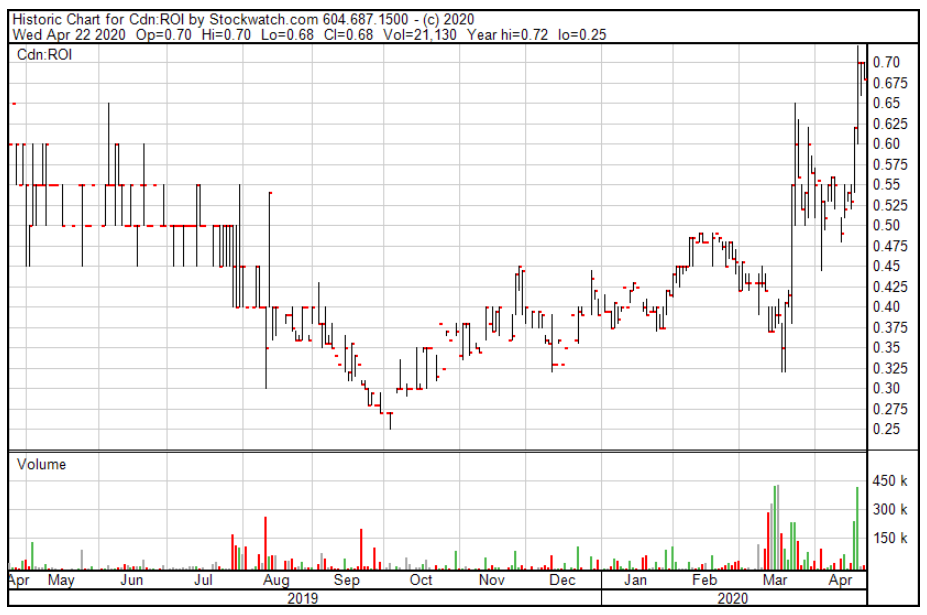 Historic Chart for Cdn:ROI by Stockwatch.com 604.687.1500 - (c) 2020
Wed Apr 22 2020 Op=0.70 Hi=0.70 Lo=0.68 Cl=0.68 Vol=21,130 Year hi=0.72 lo=0.25
Cdn:ROI
0.70
0.675
0.65
0.625
0.60
0.575
0.55
0.525
0.50
0.475
0.45
0.425
0.40
0.375
0.35
0.325
0.30
0.275
0.25
Volume
450 k
300 k
150 k
Apr May Jun Jul Aug Sep Oct Nov Dec Jan Feb Mar Apr
2019 2020